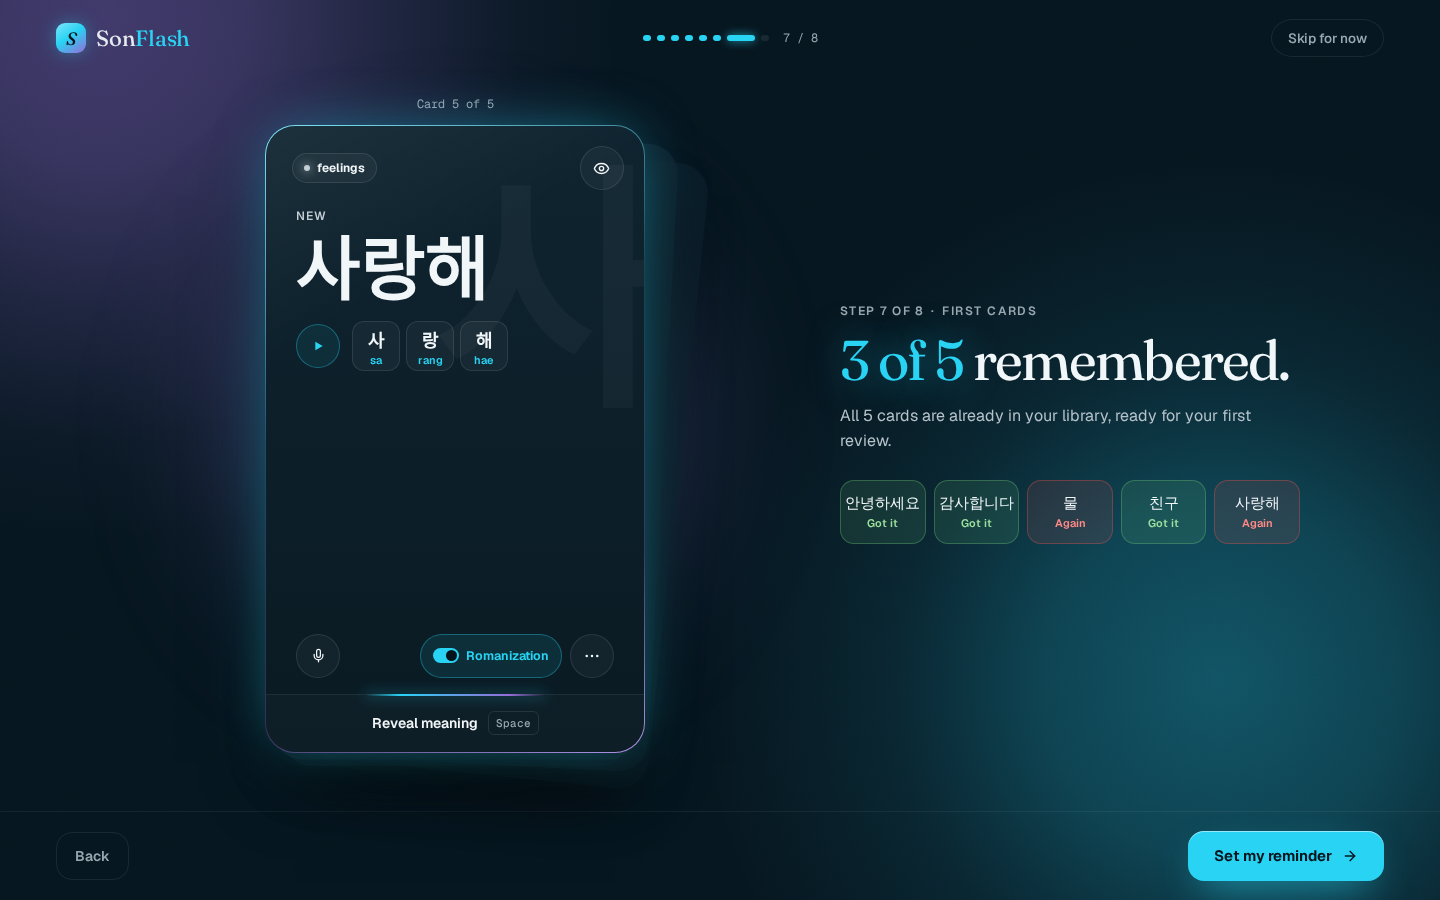 S SonFlash
7 / 8
Skip for now
Card 5 of 5
feelings
NEW
사랑해
사 랑 해
sa rang hae
Romanization
Reveal meaning Space
STEP 7 OF 8 · FIRST CARDS
3 of 5 remembered.
All 5 cards are already in your library, ready for your first
review.
안녕하세요 감사합니다 물 친구 사랑해
Got it Got it Again Got it Again
Back
Set my reminder
사